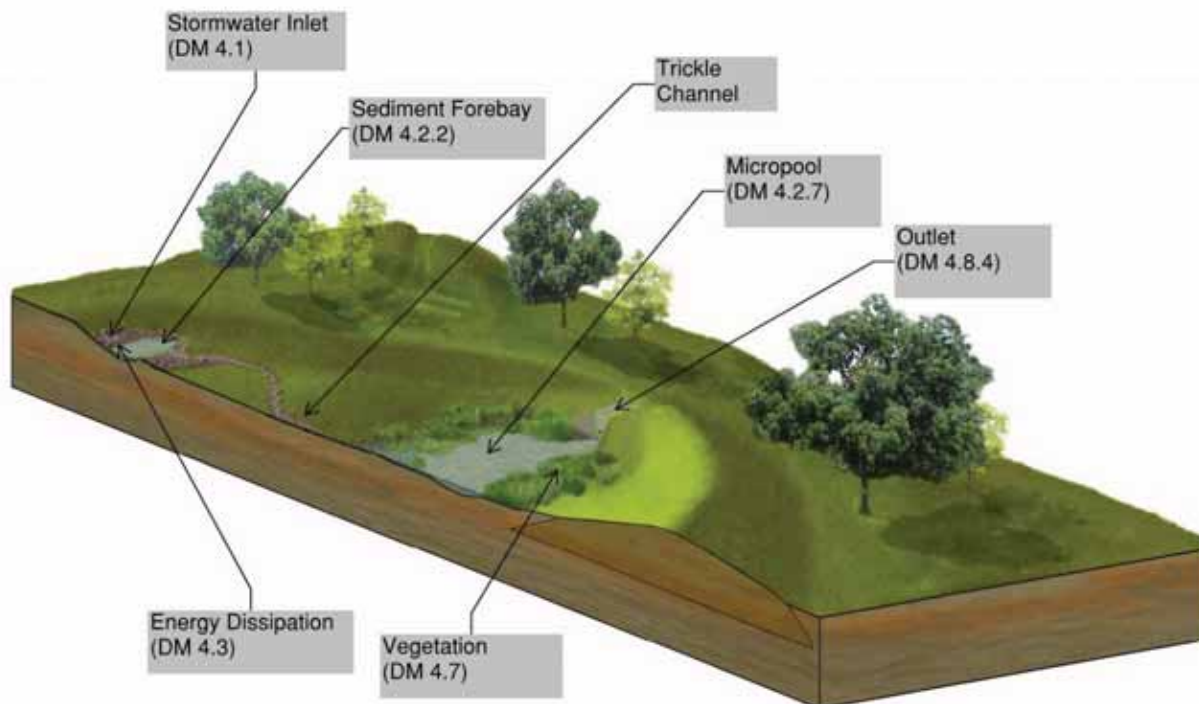 Stormwater Inlet
(DM 4.1)
Sediment Forebay
(DM 4.2.2)
Trickle
Channel
Micropool
(DM 4.2.7)
Outlet
(DM 4.8.4)
Energy Dissipation
(DM 4.3)
Vegetation
(DM 4.7)